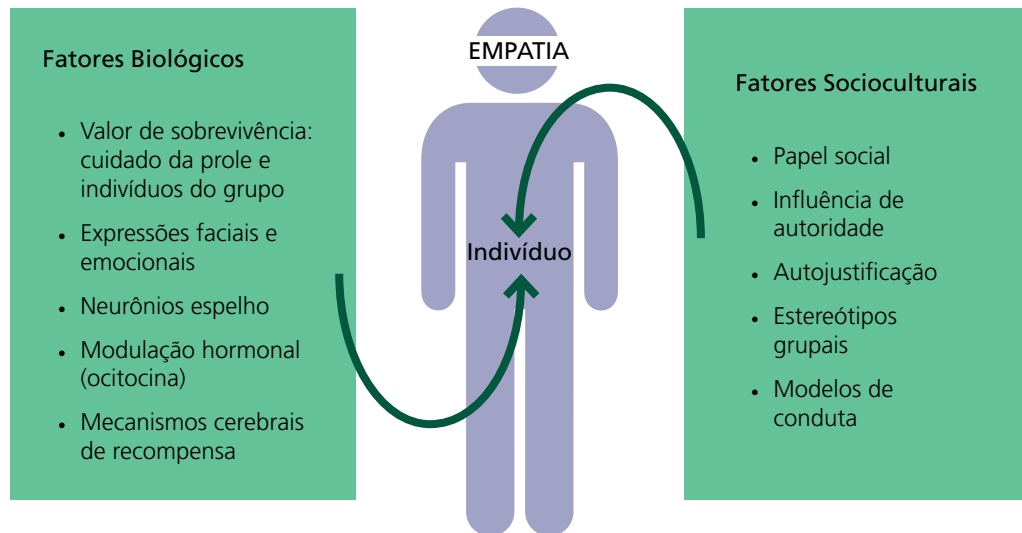 Fatores Biológicos
• Valor de sobrevivência:
cuidado da prole e
indivíduos do grupo
• Expressões faciais e
emocionais
• Neurônios espelho
• Modulação hormonal
(ocitocina)
• Mecanismos cerebrais
de recompensa
EMPATIA
Indivíduo
Fatores Socioculturais
• Papel social
• Influência de
autoridade
• Autojustificação
• Estereótipos
grupais
• Modelos de
conduta